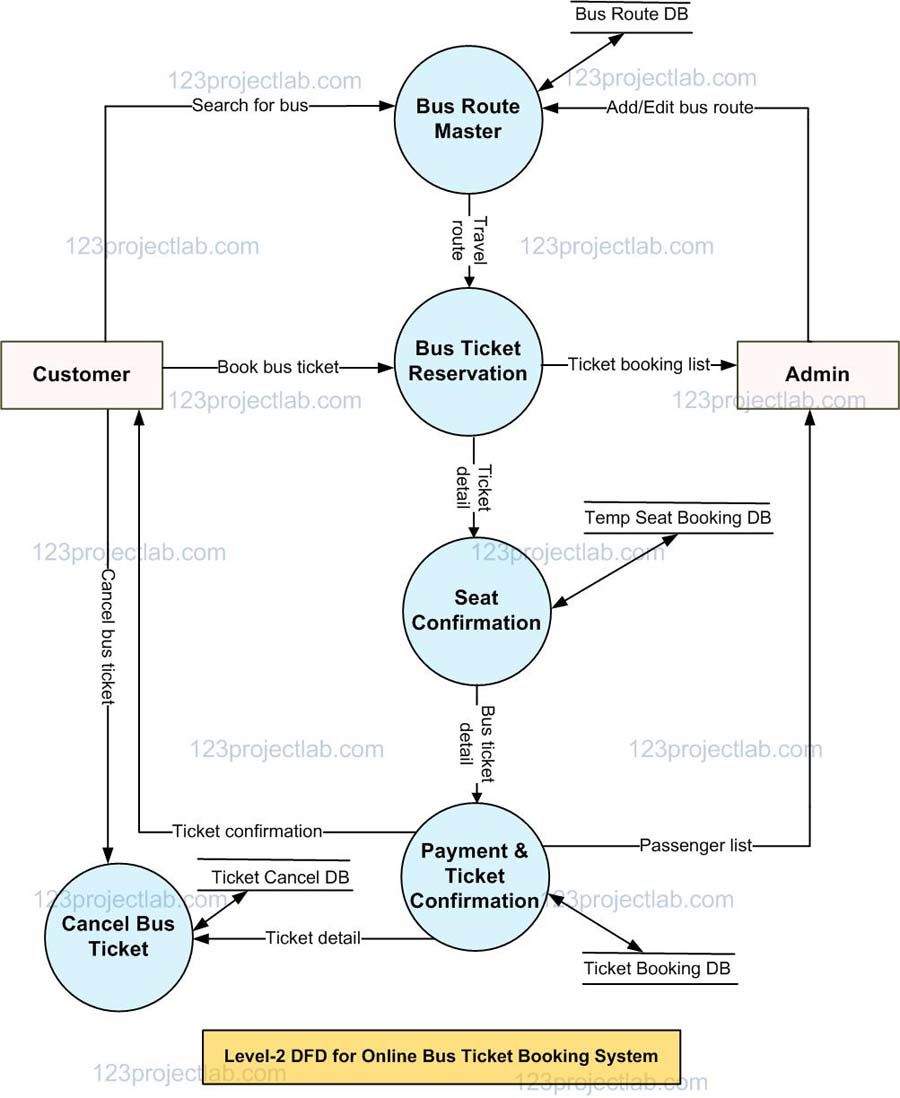 Bus Route DB
123projectlab.com
123projectlab.com
Search for bus
Bus Route
Master
Add/Edit bus route
Travel
route
123projectlab.com
123projectlab.com
Customer
Book bus ticket
Bus Ticket
Reservation
Ticket booking list
Admin
123projectlab.com
123projectlab.com
Ticket
detail
Temp Seat Booking DB
123projectlab.com
123projectlab.com
Cancel bus ticket
Seat
Confirmation
Bus ticket
detail
123projectlab.com
123projectlab.com
Ticket confirmation
Payment &
Ticket
Confirmation
Passenger list
Ticket Cancel DB
123projectlab.com
123projectlab.com
Cancel Bus
Ticket
Ticket detail
Ticket Booking DB
Level-2 DFD for Online Bus Ticket Booking System
123projectlab.com
123projectlab.com